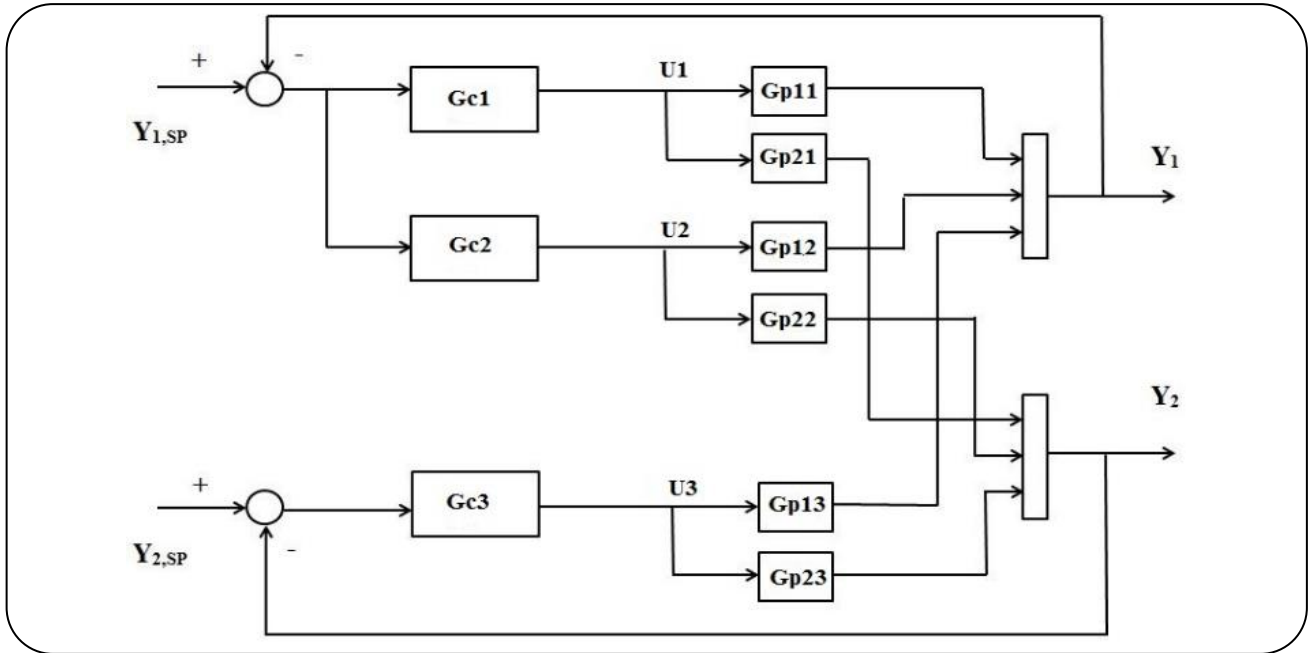 + -
Y1,SP
Gc1
U1
Gp11
Gp21
Y1
Gc2
U2
Gp12
Gp22
Y2
+
Y2,SP
-
Gc3
U3
Gp13
Gp23